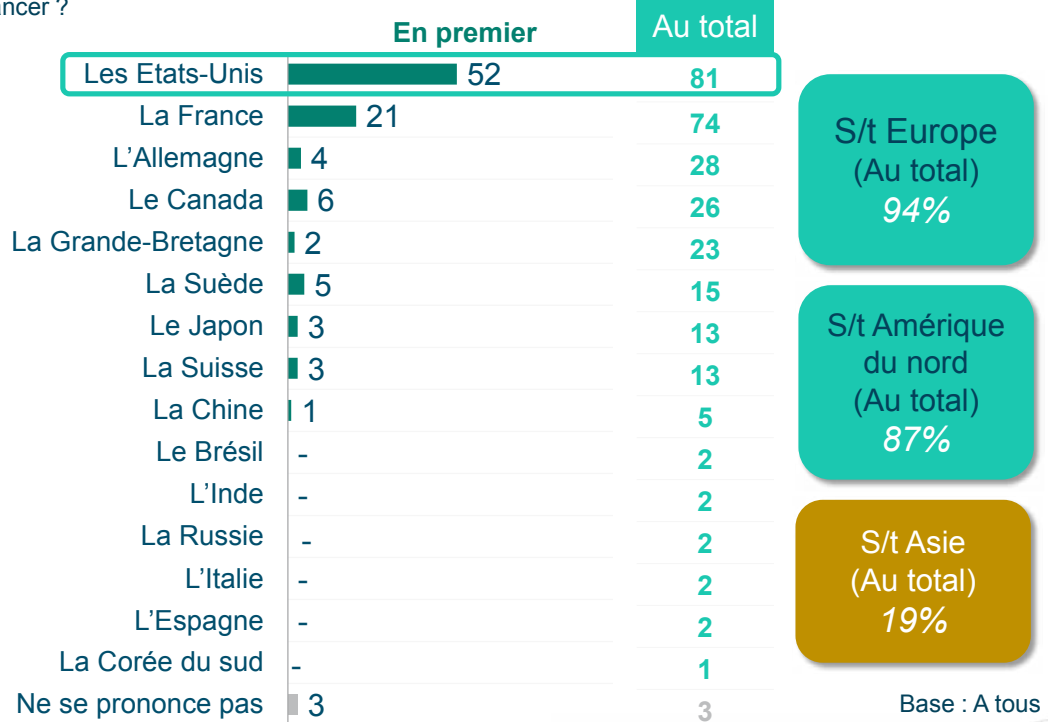 ancer ?
En premier Au total
Les Etats-Unis 52 81
La France 21 74
L'Allemagne 4 28
Le Canada 6 26
La Grande-Bretagne 2 23
La Suède 5 15
Le Japon 3 13
La Suisse 3 13
La Chine 1 5
Le Brésil - 2
L'Inde - 2
La Russie - 2
L'Italie - 2
L'Espagne - 2
La Corée du sud - 1
Ne se prononce pas 3 3
S/t Europe
(Au total)
94%
S/t Amérique
du nord
(Au total)
87%
S/t Asie
(Au total)
19%
Base : A tous